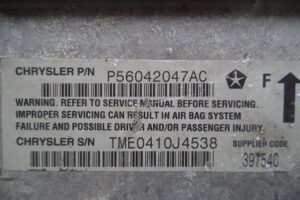 CHRYSLER P/N P56042047AC F
WARNING. REFER TO SERVICE MANUAL BEFORE SERVICING.
IMPROPER SERVICING CAN RESULT IN AIR BAG SYSTEM
FAILURE AND POSSIBLE DRIVER AND/OR PASSENGER INJURY.
CHRYSLER S/N TME0410J4538 SUPPLIER CODE
39754C